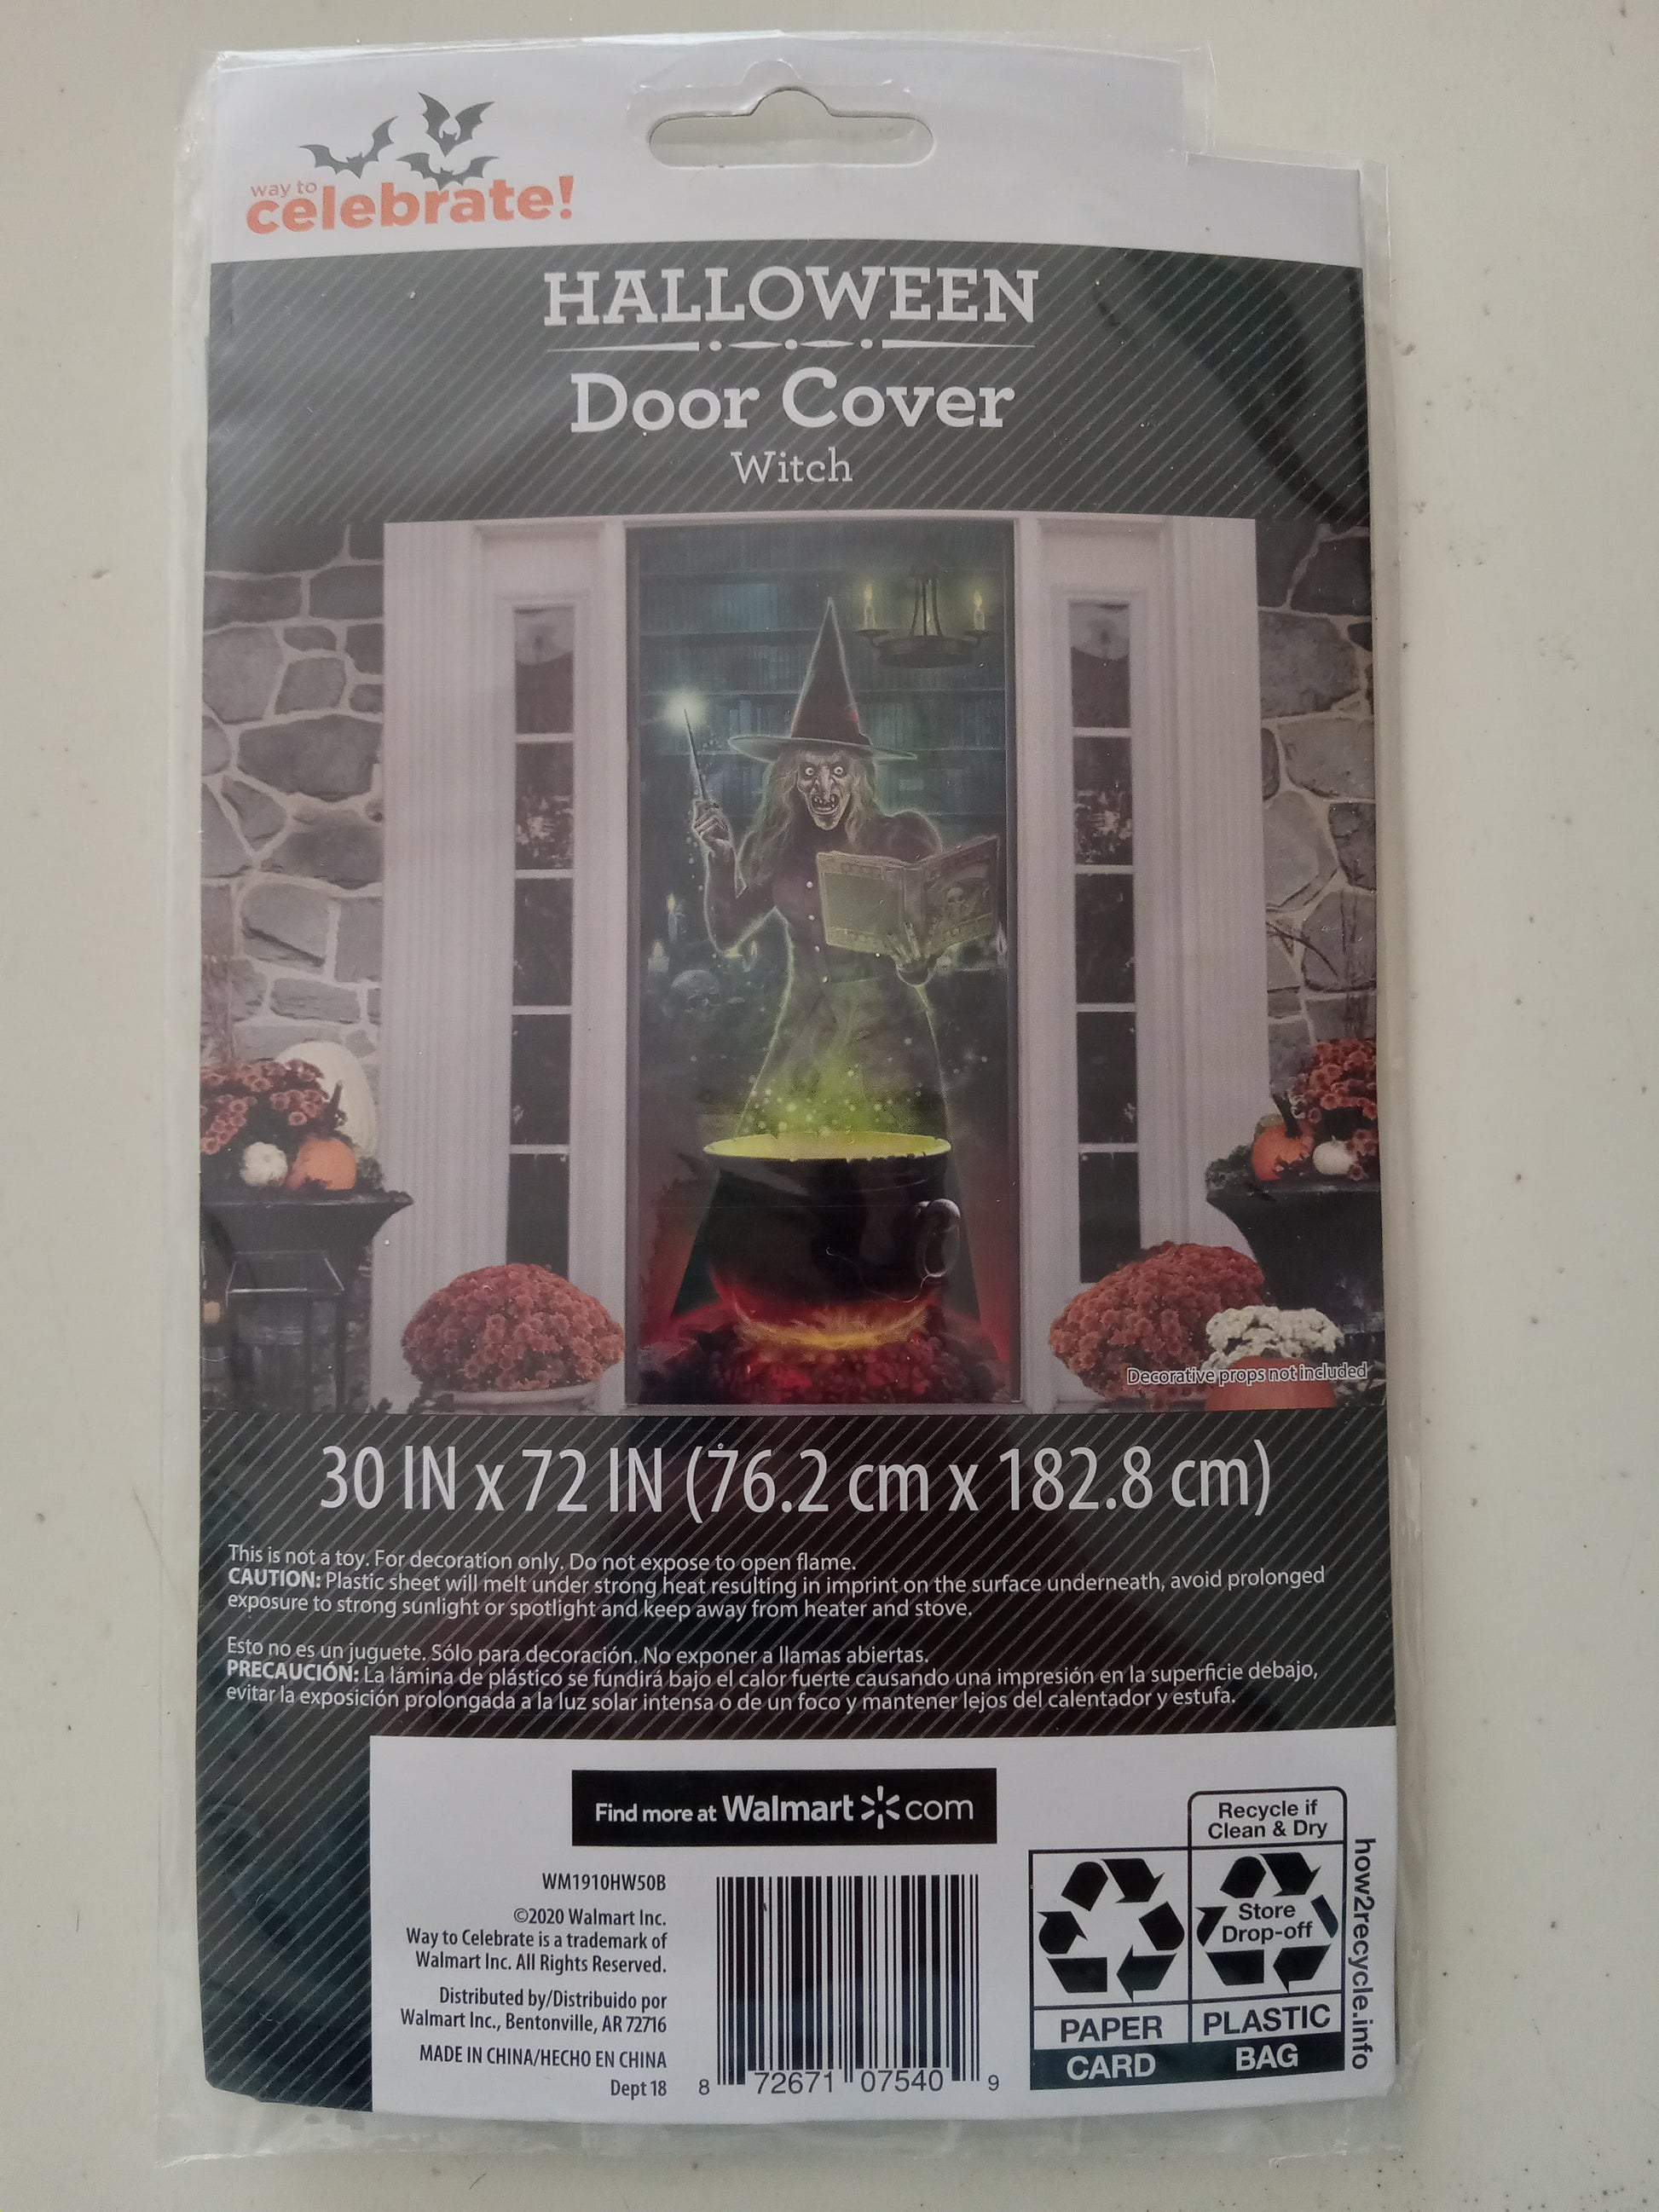 way to
celebrate!
HALLOWEEN
Door Cover
Witch
Decorative props not included
30 IN x 72 IN (76.2 cm x 182.8 cm)
This is not a toy. For decoration only. Do not expose to open flame.
CAUTION: Plastic sheet will melt under strong heat resulting in imprint on the surface underneath, avoid prolonged
exposure to strong sunlight or spotlight and keep away from heater and stove.
Esto no es un juguete. Sólo para decoración. No exponer a llamas abiertas.
PRECAUCIÓN: La lámina de plástico se fundirá bajo el calor fuerte causando una impresión en la superficie debajo,
evitar la exposición prolongada a la luz solar intensa o de un foco y mantener lejos del calentador y estufa.
Find more at Walmart com
WM1910HW50B
©2020 Walmart Inc.
Way to Celebrate is a trademark of
Walmart Inc. All Rights Reserved.
Distributed by/Distribuido por
Walmart Inc., Bentonville, AR 72716
MADE IN CHINA/HECHO EN CHINA
Dept 18
8 72671 07540 9
Recycle if
Clean & Dry
Store
Drop-off
PAPER
CARD
PLASTIC
BAG
how2recycle.info